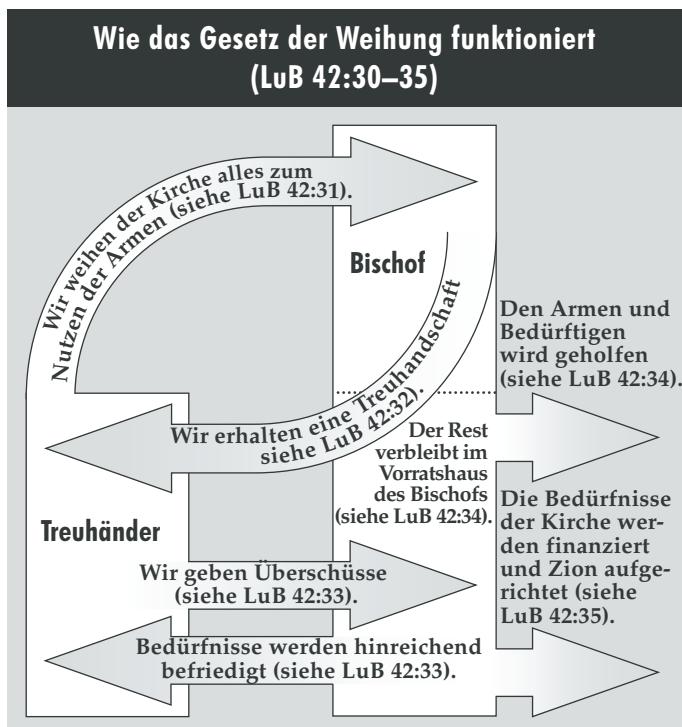 Wie das Gesetz der Weihung funktioniert
(LuB 42:30–35)
Wir weihen der Kirche alles zum
Nutzen der Armen (siehe LuB 42:31).
Bischof
Wir erhalten eine Treuhandschaft
siehe LuB 42:32).
Den Armen und
Bedürftigen
wird geholfen
(siehe LuB 42:34).
Der Rest
verbleibt im
Vorratshaus
des Bischofs
(siehe LuB 42:34).
Die Bedürfnisse
der Kirche wer-
den finanziert
und Zion aufge-
richtet (siehe
LuB 42:35).
Treuhänder
Wir geben Überschüsse
(siehe LuB 42:33).
Bedürfnisse werden hinreichend
befriedigt (siehe LuB 42:33).